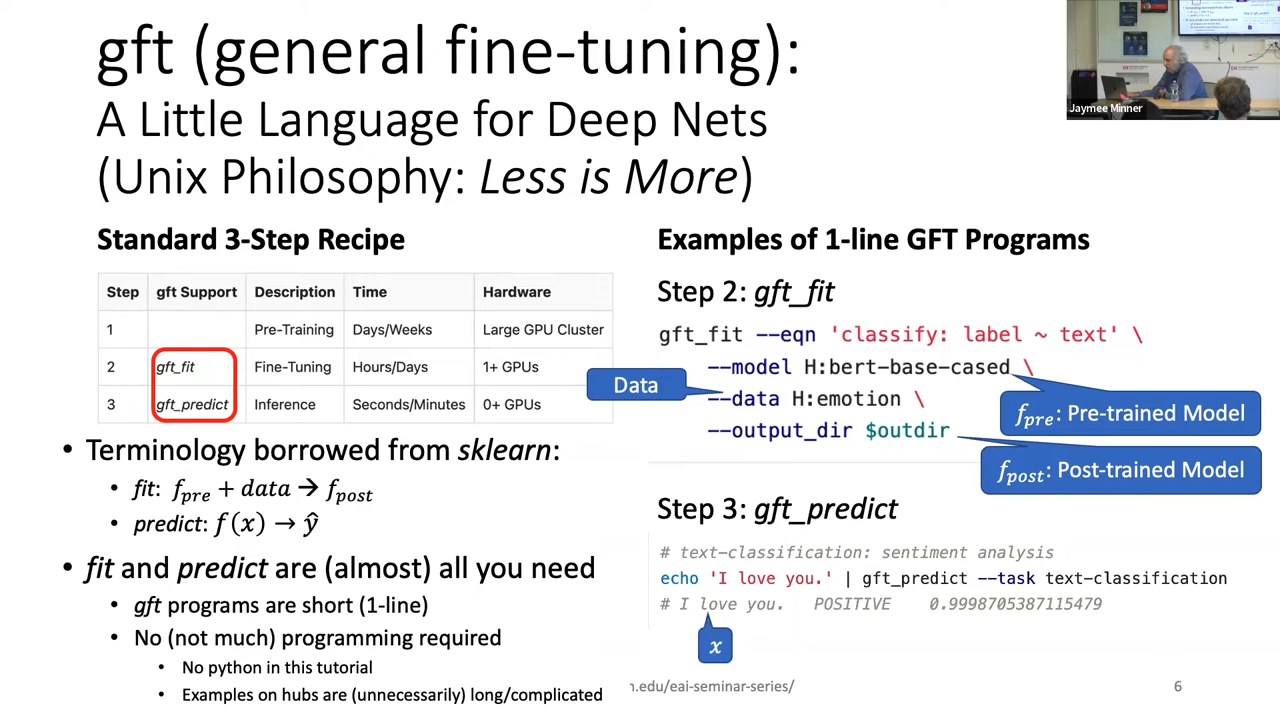 gft (general fine-tuning):
A Little Language for Deep Nets
(Unix Philosophy: Less is More)
Jaymee Minner
Standard 3-Step Recipe
Step gft Support Description Time Hardware
1 Pre-Training Days/Weeks Large GPU Cluster
2 gft_fit Fine-Tuning Hours/Days 1+ GPUs
3 gft_predict Inference Seconds/Minutes 0+ GPUs
• Terminology borrowed from sklearn:
• fit: f_pre + data → f_post
• predict: f(x) → ŷ
• fit and predict are (almost) all you need
• gft programs are short (1-line)
• No (not much) programming required
• No python in this tutorial
• Examples on hubs are (unnecessarily) long/complicated
Examples of 1-line GFT Programs
Step 2: gft_fit
gft_fit --eqn 'classify: label ~ text' \
--model H:bert-base-cased \
--data H:emotion \
--output_dir $outdir
Data
f_pre: Pre-trained Model
f_post: Post-trained Model
Step 3: gft_predict
# text-classification: sentiment analysis
echo 'I love you.' | gft_predict --task text-classification
# I love you. POSITIVE 0.9998705387115479
x
n.edu/eai-seminar-series/
6